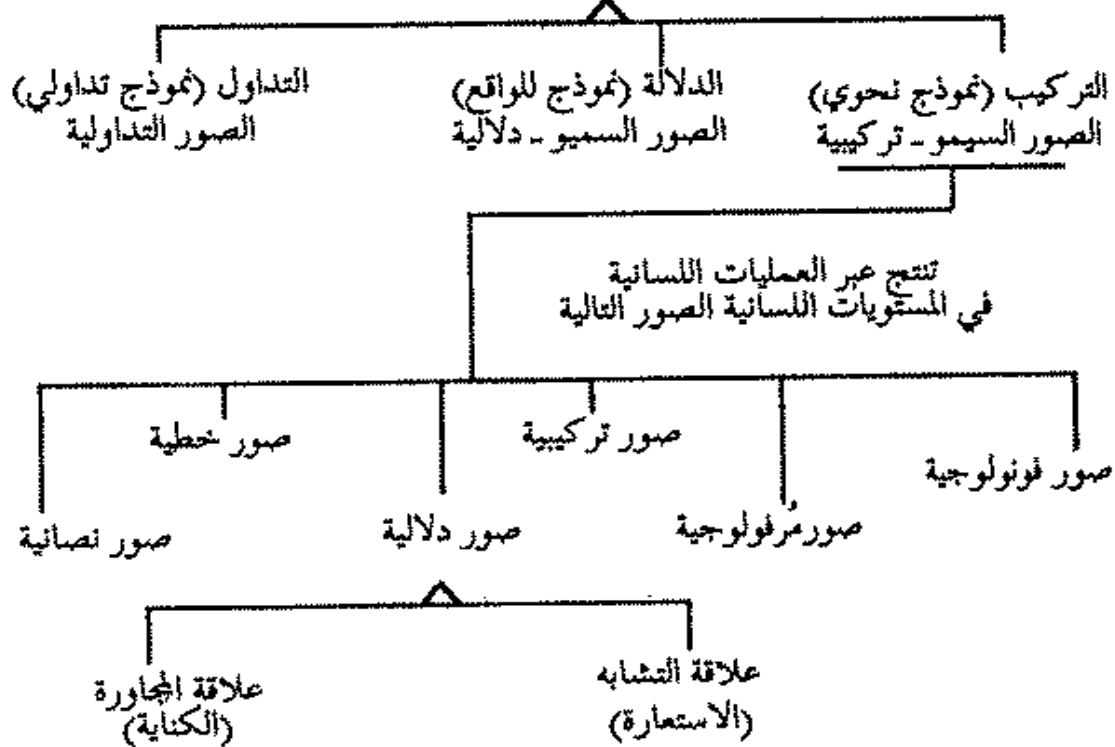 التركيب (نموذج نحوي)
الصور السيمو - تركيبية
الدلالة (نموذج للواقع)
الصور السميو - دلالية
التداول (نموذج تداولي)
الصور التداولية
تنتج عبر العمليات اللسانية
في المستويات اللسانية الصور التالية
صور فونولوجية
صور مُرفولوجية
صور تركيبية
صور دلالية
صور خطية
صور نصانية
علاقة التشابه
(الاستعارة)
علاقة المجاورة
(الكناية)